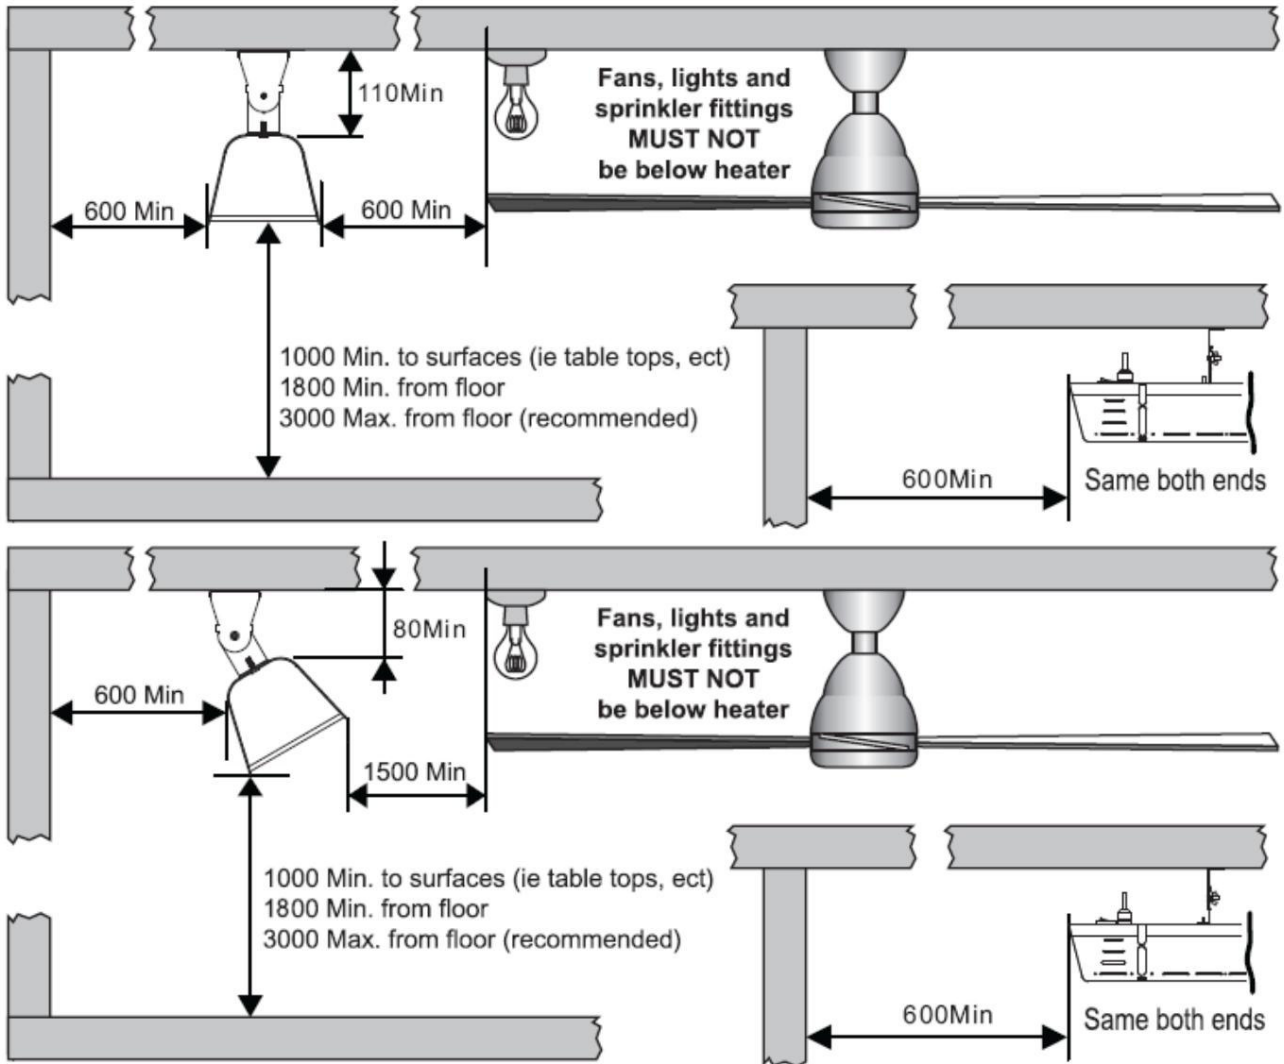 110Min
Fans, lights and
sprinkler fittings
MUST NOT
be below heater
600 Min
600 Min
1000 Min. to surfaces (ie table tops, ect)
1800 Min. from floor
3000 Max. from floor (recommended)
600Min
Same both ends
80Min
Fans, lights and
sprinkler fittings
MUST NOT
be below heater
600 Min
1500 Min
1000 Min. to surfaces (ie table tops, ect)
1800 Min. from floor
3000 Max. from floor (recommended)
600Min
Same both ends